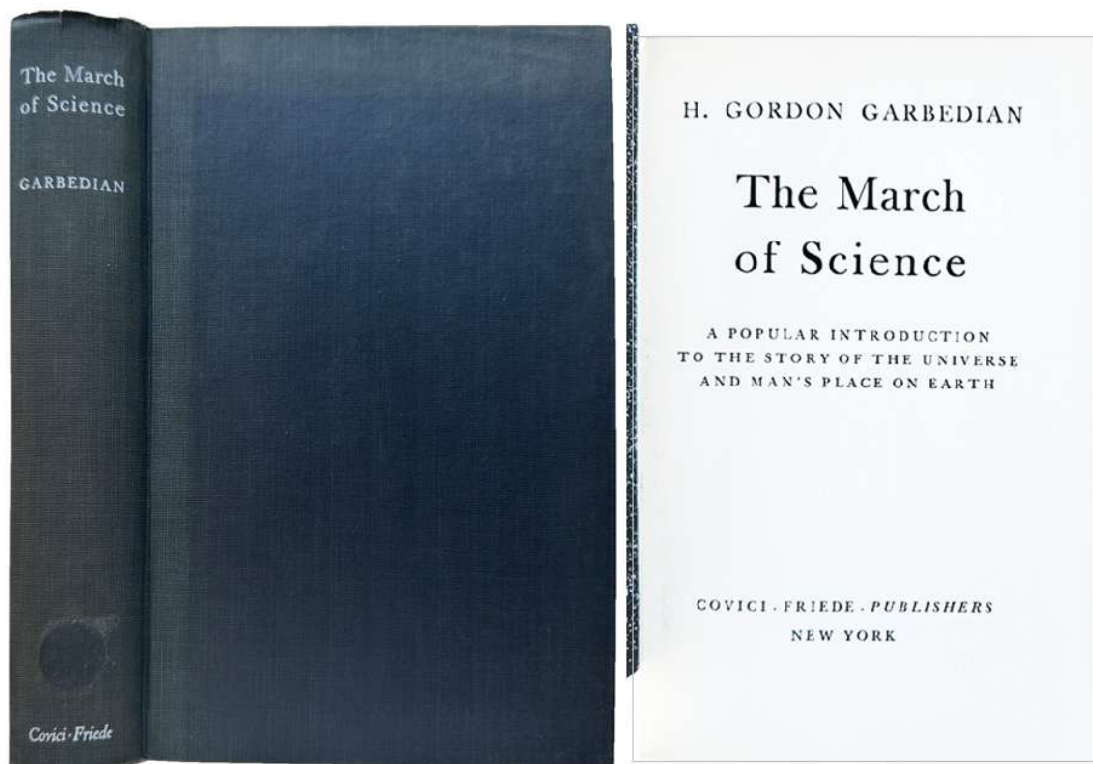 The March
of Science
GARBEDIAN
Covici · Friede
H. GORDON GARBEDIAN
The March
of Science
A POPULAR INTRODUCTION
TO THE STORY OF THE UNIVERSE
AND MAN'S PLACE ON EARTH
COVICI · FRIEDE · PUBLISHERS
NEW YORK